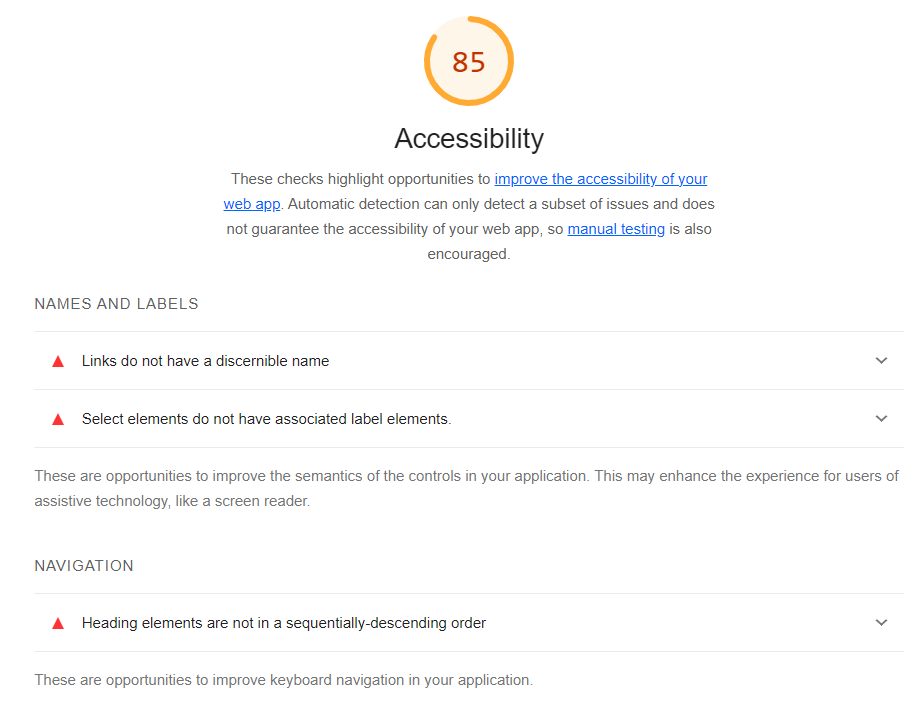 85
Accessibility
These checks highlight opportunities to improve the accessibility of your
web app. Automatic detection can only detect a subset of issues and does
not guarantee the accessibility of your web app, so manual testing is also
encouraged.
NAMES AND LABELS
Links do not have a discernible name
Select elements do not have associated label elements.
These are opportunities to improve the semantics of the controls in your application. This may enhance the experience for users of
assistive technology, like a screen reader.
NAVIGATION
Heading elements are not in a sequentially-descending order
These are opportunities to improve keyboard navigation in your application.